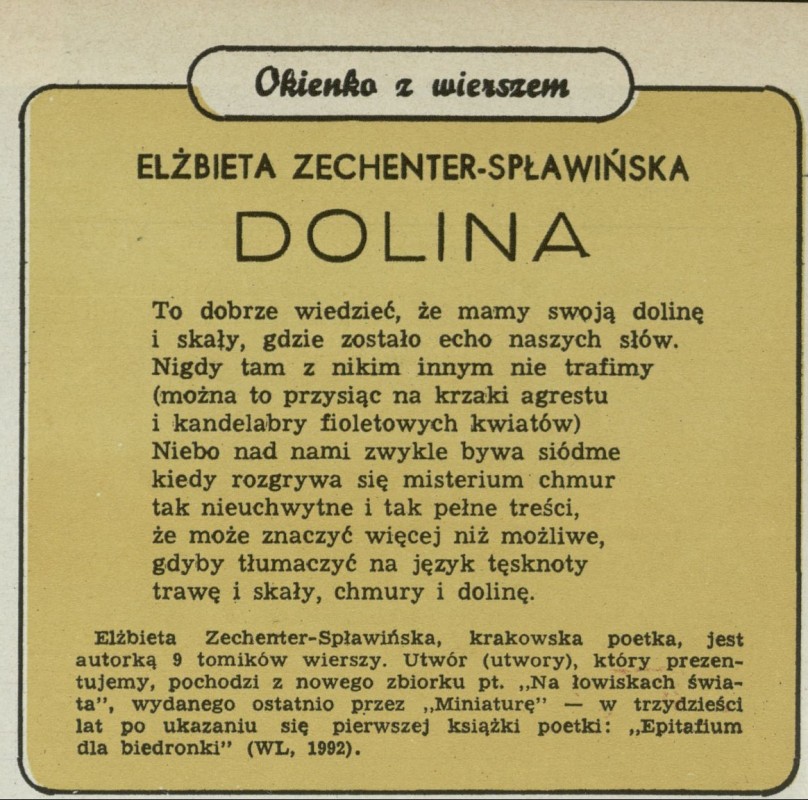 Okienko z wierszem
ELŻBIETA ZECHENTER-SPŁAWIŃSKA
DOLINA
To dobrze wiedzieć, że mamy swoją dolinę
i skały, gdzie zostało echo naszych słów.
Nigdy tam z nikim innym nie trafimy
(można to przysiąc na krzaki agrestu
i kandelabry fioletowych kwiatów)
Niebo nad nami zwykle bywa siódme
kiedy rozgrywa się misterium chmur
tak nieuchwytne i tak pełne treści,
że może znaczyć więcej niż możliwe,
gdyby tłumaczyć na język tęsknoty
trawę i skały, chmury i dolinę.
Elżbieta Zechenter-Spławińska, krakowska poetka, jest
autorką 9 tomików wierszy. Utwór (utwory), który prezen-
tujemy, pochodzi z nowego zbiorku pt. „Na łowiskach świa-
ta", wydanego ostatnio przez „Miniaturę" — w trzydzieści
lat po ukazaniu się pierwszej książki poetki: „Epitafium
dla biedronki" (WL, 1992).